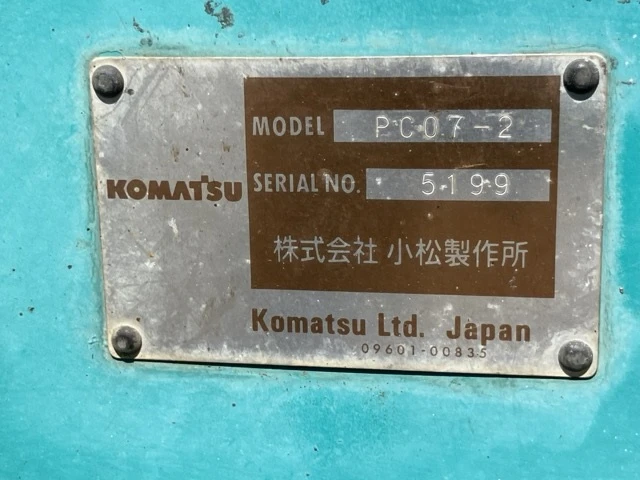 MODEL PC07-2
KOMATSU
SERIAL NO. 5199
株式会社 小松製作所
Komatsu Ltd. Japan
09601-00835